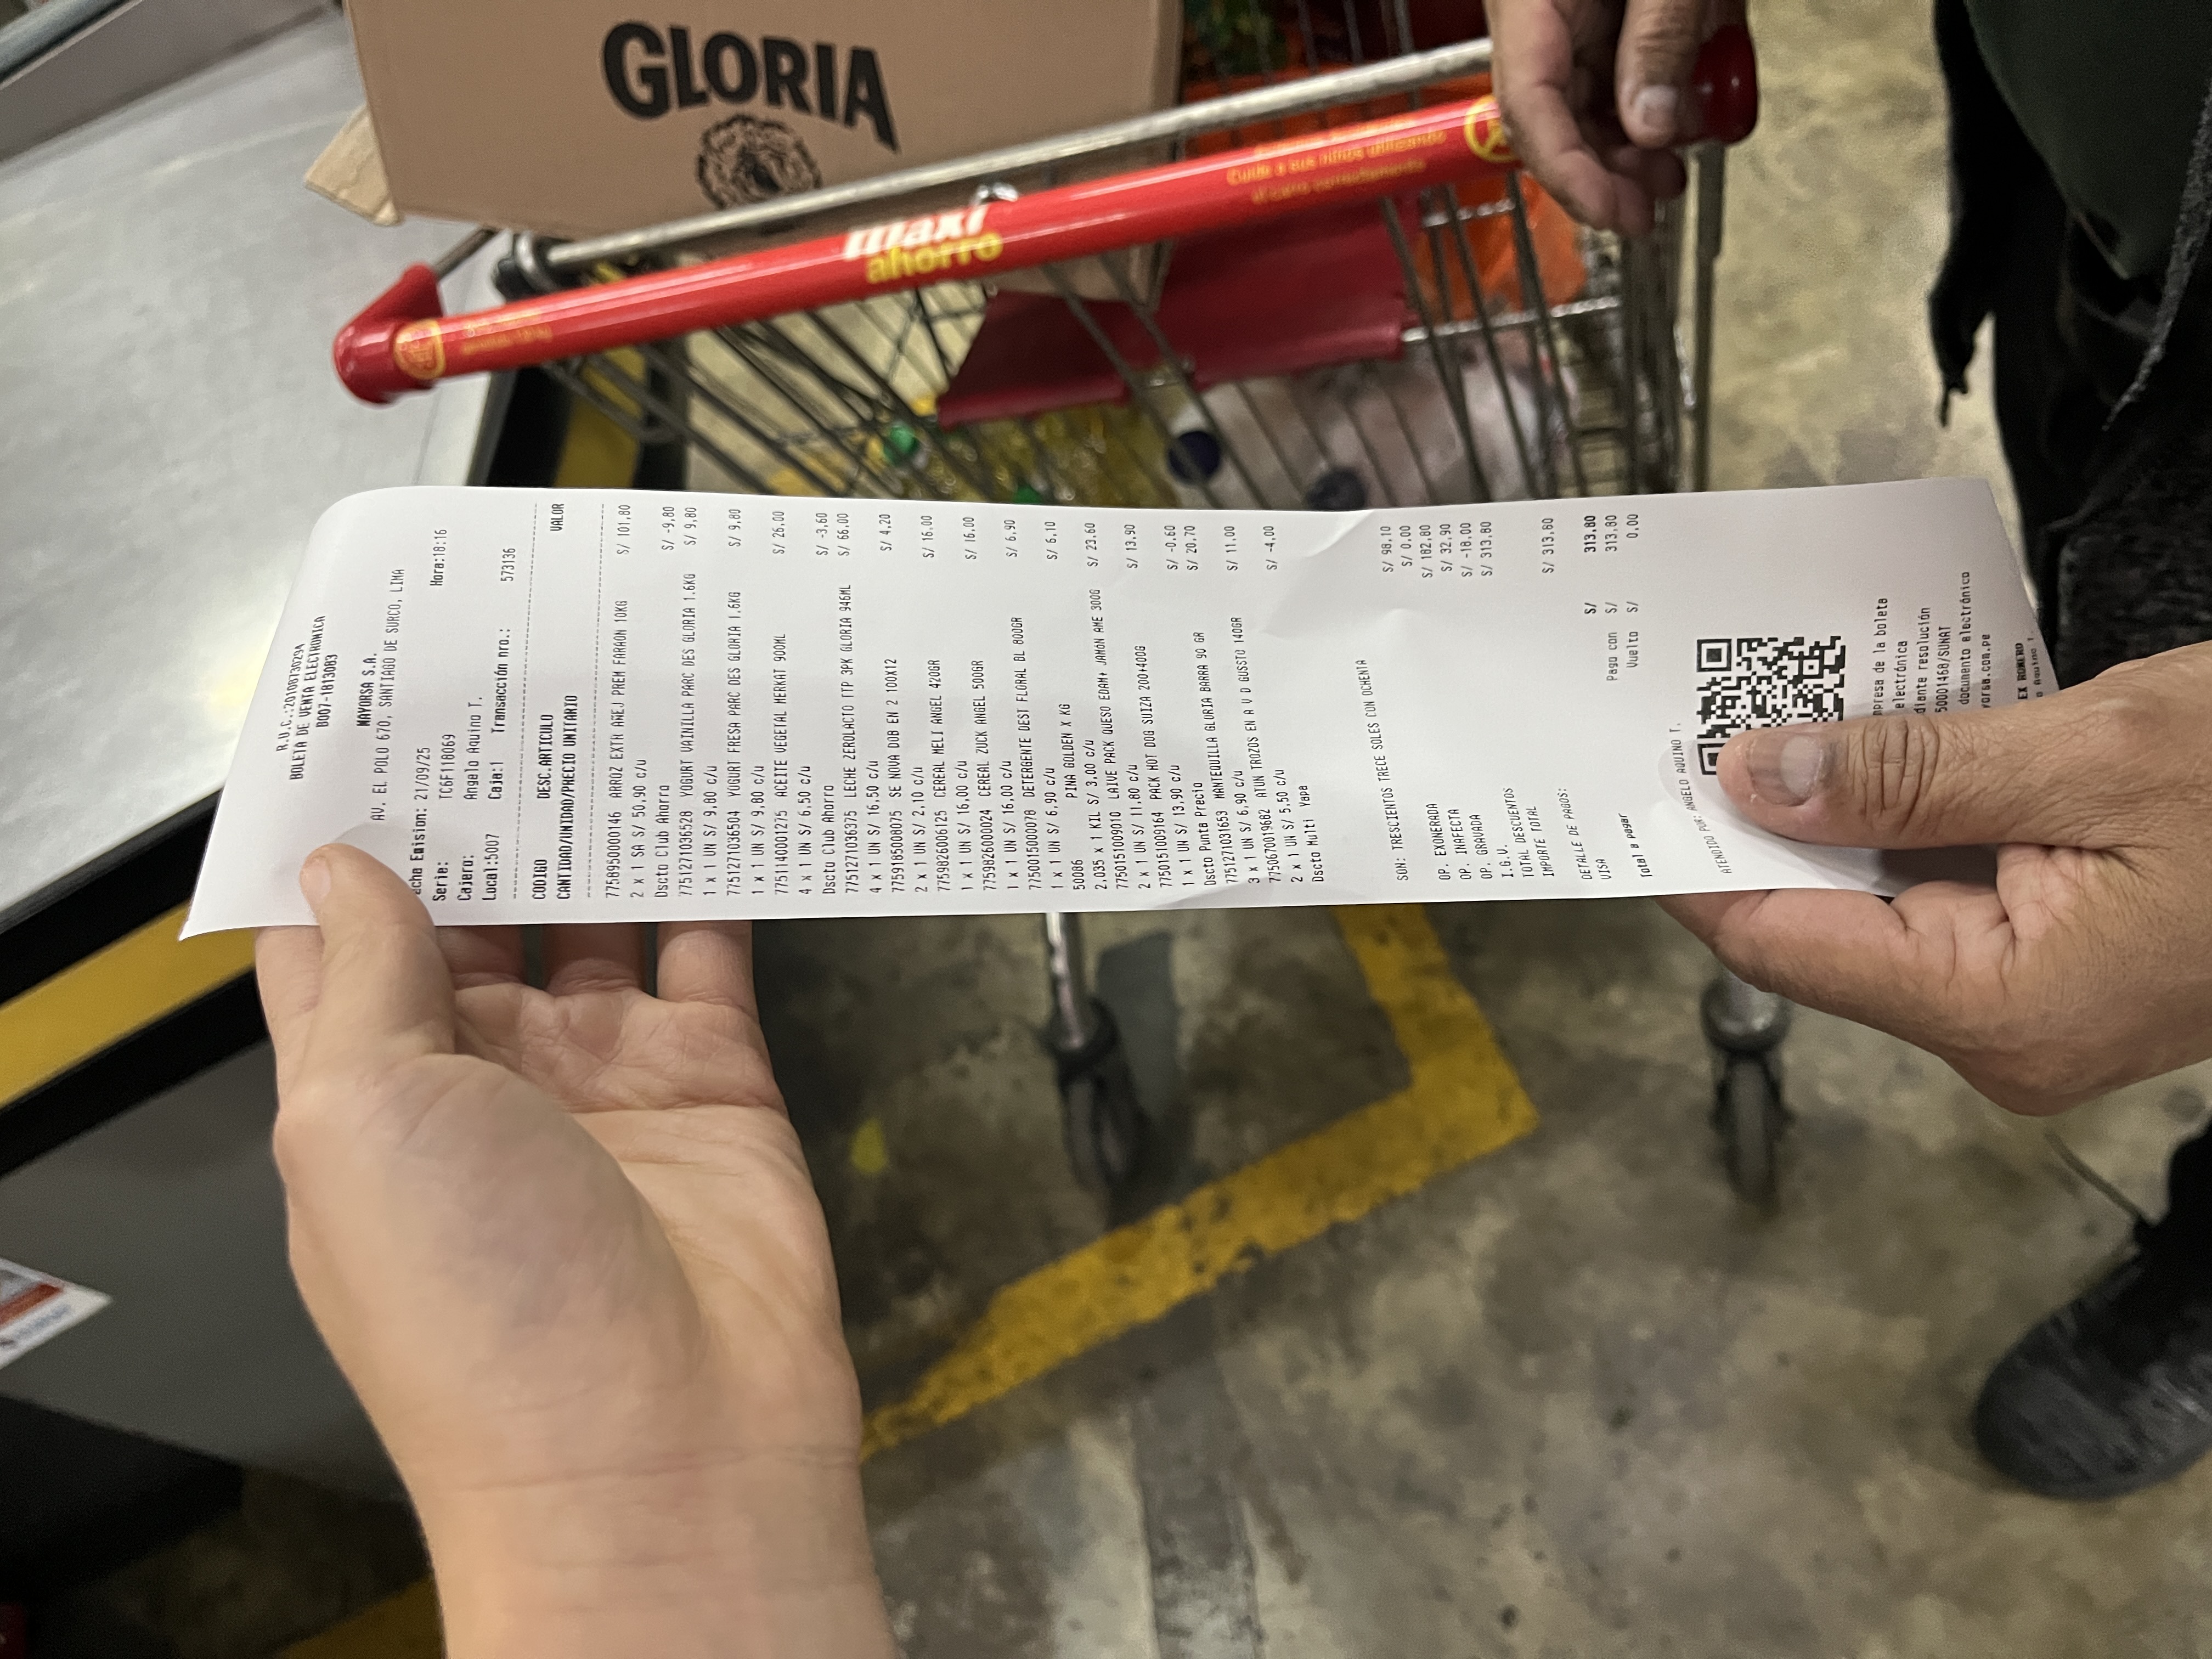 R.U.C.:20108730294
BOLETA DE VENTA ELECTRONICA
B007-1813083
MAYORSA S.A.
AV. EL POLO 670, SANTIAGO DE SURCO, LIMA
echa Emision: 21/09/25 Hora:18:16
Serie: TC6F118069
Cajero: Angelo Aquino T.
Local:5007 Caja:1 Transacción nro.: 573136
CODIGO DESC.ARTICULO VALOR
CANTIDAD/UNIDAD/PRECIO UNITARIO
7758950000146 ARROZ EXTR AÑEJ PREM FARAON 10KG S/ 101,80
2 x 1 SA S/ 50,90 c/u
Dscto Club Ahorro S/ -9,80
7751271036528 YOGURT VAINILLA PARC DES GLORIA 1.6KG S/ 9,80
1 x 1 UN S/ 9,80 c/u
7751271036504 YOGURT FRESA PARC DES GLORIA 1.6KG S/ 9,80
1 x 1 UN S/ 9,80 c/u
7751140001275 ACEITE VEGETAL MERKAT 900ML S/ 26,00
4 x 1 UN S/ 6,50 c/u
Dscto Club Ahorro S/ -3,60
7751271036375 LECHE ZEROLACTO TTP 3PK GLORIA 946ML S/ 66,00
4 x 1 UN S/ 16,50 c/u
7759185008075 SE NOVA DOB EN 2 100X12 S/ 4,20
2 x 1 UN S/ 2,10 c/u
7759826006125 CEREAL MELI ANGEL 420GR S/ 16,00
1 x 1 UN S/ 16,00 c/u
7759826000024 CEREAL ZUCK ANGEL 500GR S/ 16,00
1 x 1 UN S/ 16,00 c/u
7750015000078 DETERGENTE DEST FLORAL BL 800GR S/ 6,90
1 x 1 UN S/ 6,90 c/u
50086 PINA GOLDEN X KG S/ 6,10
2,035 x 1 KIL S/ 3,00 c/u
7750151009010 LAIVE PACK QUESO EDAM+ JAMON AME 300G S/ 23,60
2 x 1 UN S/ 11,80 c/u
7750151009164 PACK HOT DOG SUIZA 200+400G S/ 13,90
1 x 1 UN S/ 13,90 c/u
Dscto Punta Precio S/ -0,60
7751271031653 MANTEQUILLA GLORIA BARRA 90 GR S/ 20,70
3 x 1 UN S/ 6,90 c/u
7750670019682 ATUN TROZOS EN A V D GUSSTO 140GR S/ 11,00
2 x 1 UN S/ 5,50 c/u
Dscto Multi Yapa S/ -4,00
SON: TRESCIENTOS TRECE SOLES CON OCHENTA
OP. EXONERADA S/ 98,10
OP. INAFECTA S/ 0,00
OP. GRAVADA S/ 182,80
I.G.V. S/ 32,90
TOTAL DESCUENTOS S/ -18,00
IMPORTE TOTAL S/ 313,80
DETALLE DE PAGOS:
VISA S/ 313,80
Total a pagar S/ 313,80
Pago con S/ 313,80
Vuelto S/ 0,00
ATENDIDO POR: ANGELO AQUINO T.
mpresa de la boleta
electrónica
diante resolución
50001468/SUNAT
documento electrónico
yorsa.com.pe
EX ROMERO
o Aquino T.
GLORIA
maxi
ahorro